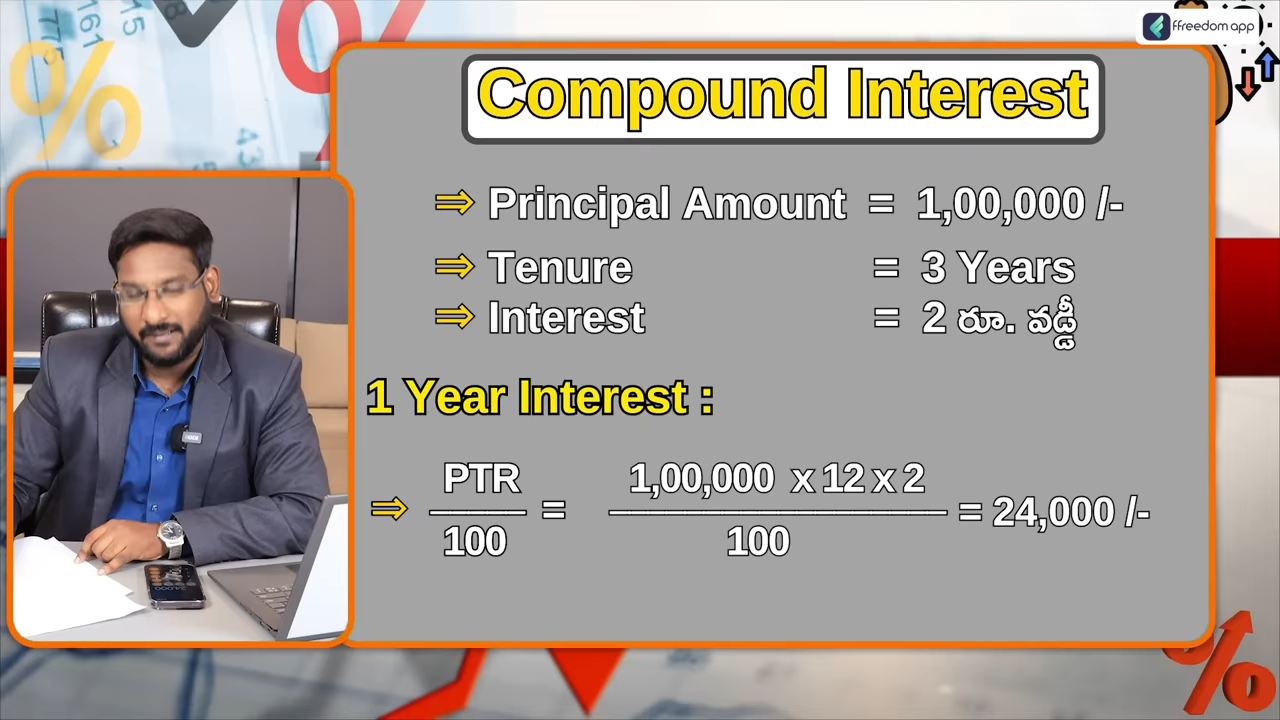 ffreedom app
Compound Interest
⇒ Principal Amount = 1,00,000 /-
⇒ Tenure = 3 Years
⇒ Interest = 2 రూ. వడ్డీ
1 Year Interest :
⇒ PTR = 1,00,000 x 12 x 2 = 24,000 /-
100 100